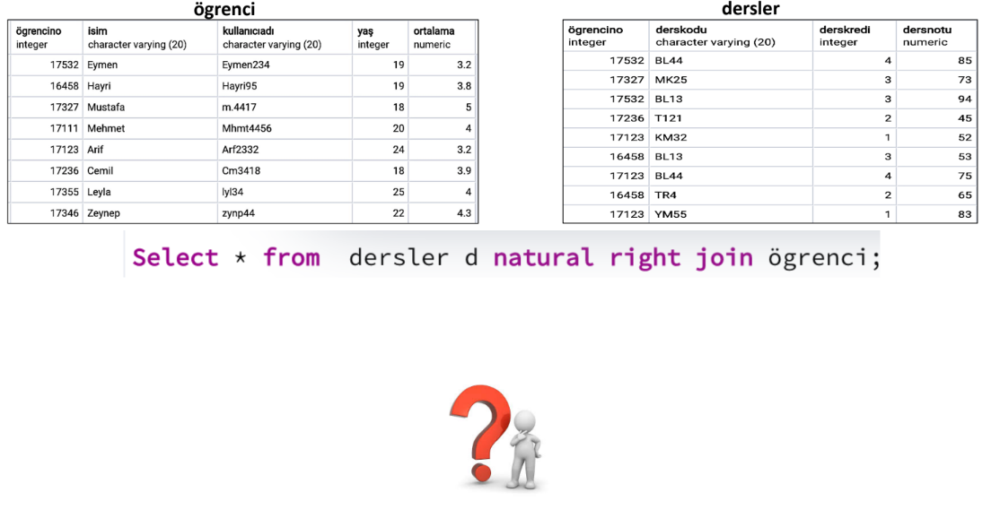 ögrenci
ögrencino isim kullanıcıadı yaş ortalama
integer character varying (20) character varying (20) integer numeric
17532 Eymen Eymen234 19 3.2
16458 Hayri Hayri95 19 3.8
17327 Mustafa m.4417 18 5
17111 Mehmet Mhmt4456 20 4
17123 Arif Arf2332 24 3.2
17236 Cemil Cm3418 18 3.9
17355 Leyla lyl34 25 4
17346 Zeynep zynp44 22 4.3
dersler
ögrencino derskodu derskredi dersnotu
integer character varying (20) integer numeric
17532 BL44 4 85
17327 MK25 3 73
17532 BL13 3 94
17236 T121 2 45
17123 KM32 1 52
16458 BL13 3 53
17123 BL44 4 75
16458 TR4 2 65
17123 YM55 1 83
Select * from dersler d natural right join ögrenci;